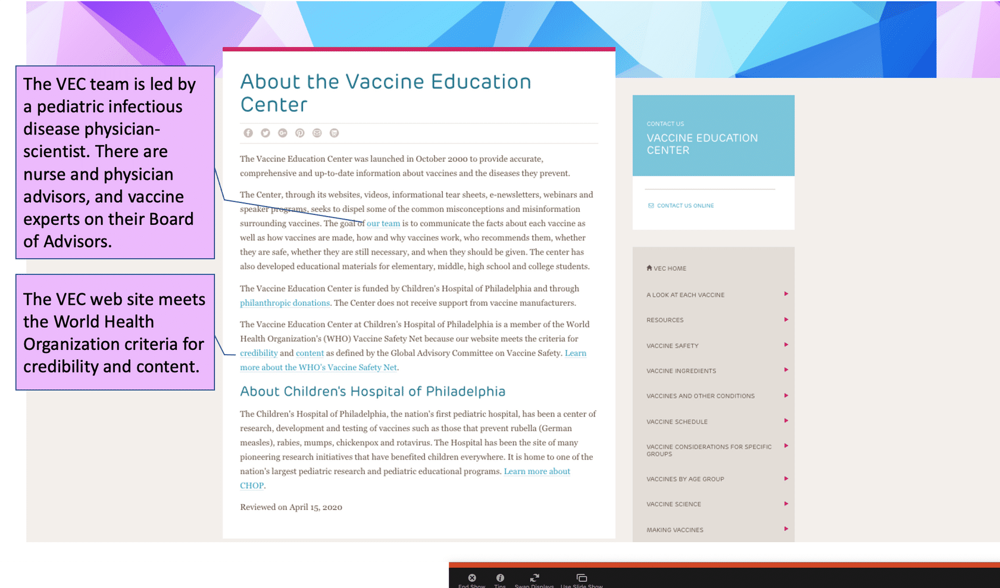 The VEC team is led by
a pediatric infectious
disease physician-
scientist. There are
nurse and physician
advisors, and vaccine
experts on their Board
of Advisors.
The VEC web site meets
the World Health
Organization criteria for
credibility and content.
About the Vaccine Education
Center
The Vaccine Education Center was launched in October 2000 to provide accurate,
comprehensive and up-to-date information about vaccines and the diseases they prevent.
The Center, through its websites, videos, informational tear sheets, e-newsletters, webinars and
speaker programs, seeks to dispel some of the common misconceptions and misinformation
surrounding vaccines. The goal of our team is to communicate the facts about each vaccine as
well as how vaccines are made, how and why vaccines work, who recommends them, whether
they are safe, whether they are still necessary, and when they should be given. The center has
also developed educational materials for elementary, middle, high school and college students.
The Vaccine Education Center is funded by Children's Hospital of Philadelphia and through
philanthropic donations. The Center does not receive support from vaccine manufacturers.
The Vaccine Education Center at Children's Hospital of Philadelphia is a member of the World
Health Organization's (WHO) Vaccine Safety Net because our website meets the criteria for
credibility and content as defined by the Global Advisory Committee on Vaccine Safety. Learn
more about the WHO's Vaccine Safety Net.
About Children's Hospital of Philadelphia
The Children's Hospital of Philadelphia, the nation's first pediatric hospital, has been a center of
research, development and testing of vaccines such as those that prevent rubella (German
measles), rabies, mumps, chickenpox and rotavirus. The Hospital has been the site of many
pioneering research initiatives that have benefited children everywhere. It is home to one of the
nation's largest pediatric research and pediatric educational programs. Learn more about
CHOP.
Reviewed on April 15, 2020
CONTACT US
VACCINE EDUCATION
CENTER
CONTACT US ONLINE
VEC HOME
A LOOK AT EACH VACCINE
RESOURCES
VACCINE SAFETY
VACCINE INGREDIENTS
VACCINES AND OTHER CONDITIONS
VACCINE SCHEDULE
VACCINE CONSIDERATIONS FOR SPECIFIC
GROUPS
VACCINES BY AGE GROUP
VACCINE SCIENCE
MAKING VACCINES
End Show Tips Swap Displays Use Slide Show